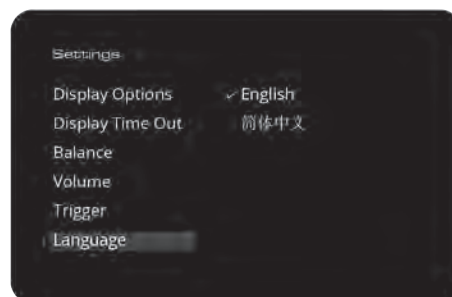 Settings
Display Options ✓ English
Display Time Out 简体中文
Balance
Volume
Trigger
Language